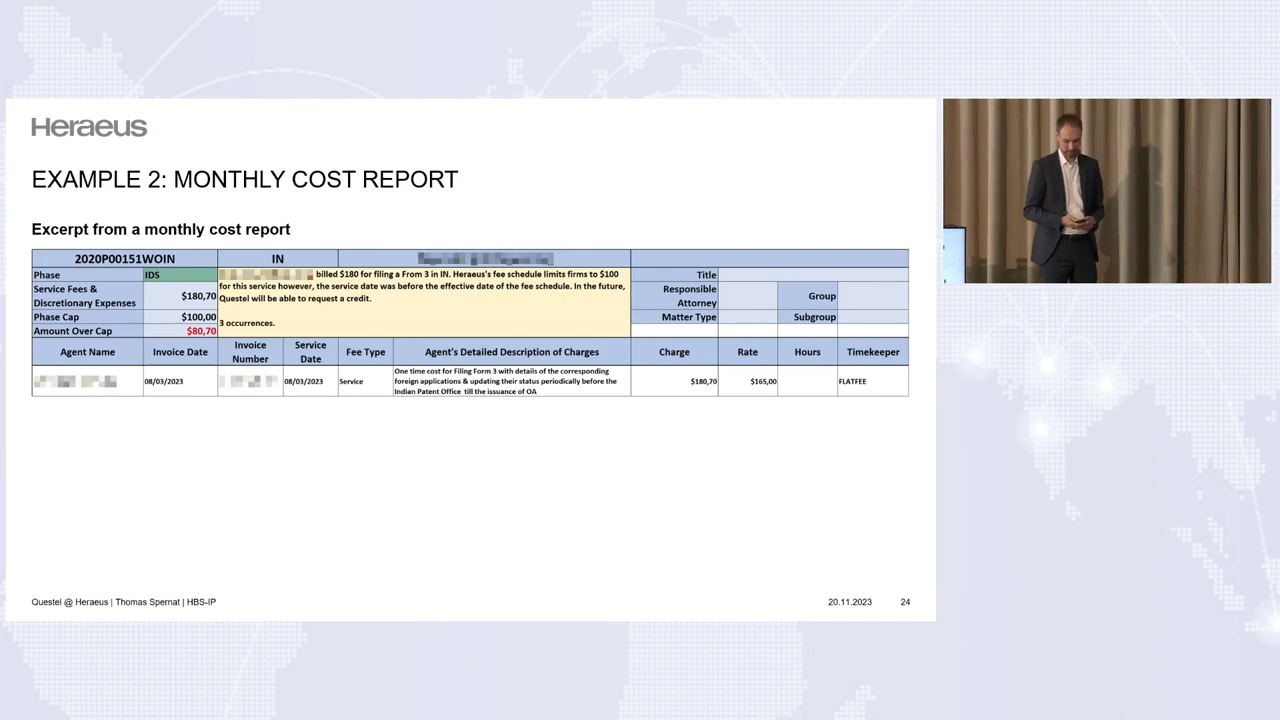 Heraeus
EXAMPLE 2: MONTHLY COST REPORT
Excerpt from a monthly cost report
2020P00151WOIN IN
Phase IDS
billed $180 for filing a From 3 in IN. Heraeus's fee schedule limits firms to $100
for this service however, the service date was before the effective date of the fee schedule. In the future,
Questel will be able to request a credit.
3 occurrences.
Title
Service Fees &
Discretionary Expenses $180,70
Responsible
Attorney
Group
Phase Cap $100,00
Matter Type Subgroup
Amount Over Cap $80,70
Agent Name Invoice Date Invoice
Number Service
Date Fee Type Agent's Detailed Description of Charges Charge Rate Hours Timekeeper
08/03/2023 08/03/2023 Service
One time cost for Filing Form 3 with details of the corresponding
foreign applications & updating their status periodically before the
Indian Patent Office till the issuance of OA
$180,70 $165,00 FLATFEE
Questel @ Heraeus | Thomas Spernat | HBS-IP 20.11.2023 24